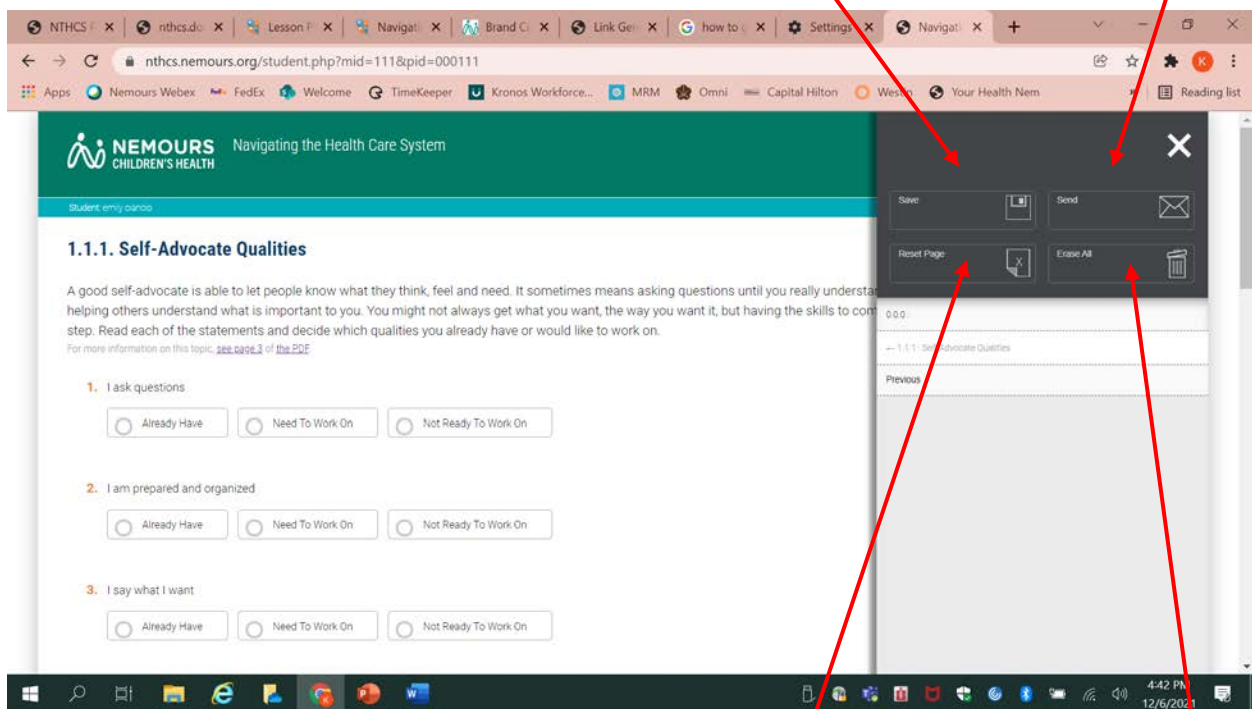 NTHCS F
nthcs.do
Lesson P
Navigati
Brand C
Link Gen
how to
Settings
Navigati
nthcs.nemours.org/student.php?mid=111&pid=000111
K
Apps
Nemours Webex
FedEx
Welcome
TimeKeeper
Kronos Workforce...
MRM
Omni
Capital Hilton
Westin
Your Health Nem
»
Reading list
NEMOURS
CHILDREN'S HEALTH
Navigating the Health Care System
Student: emily
1.1.1. Self-Advocate Qualities
A good self-advocate is able to let people know what they think, feel and need. It sometimes means asking questions until you really understa
helping others understand what is important to you. You might not always get what you want, the way you want it, but having the skills to com
step. Read each of the statements and decide which qualities you already have or would like to work on.
For more information on this topic, see page 3 of the PDF.
1. I ask questions
Already Have
Need To Work On
Not Ready To Work On
2. I am prepared and organized
Already Have
Need To Work On
Not Ready To Work On
3. I say what I want
Already Have
Need To Work On
Not Ready To Work On
Save
Send
Reset Page
X
Erase All
0.0.0.
-- 1.1.1- Self-Advocate Qualities
Previous
4:42 PM
12/6/2021